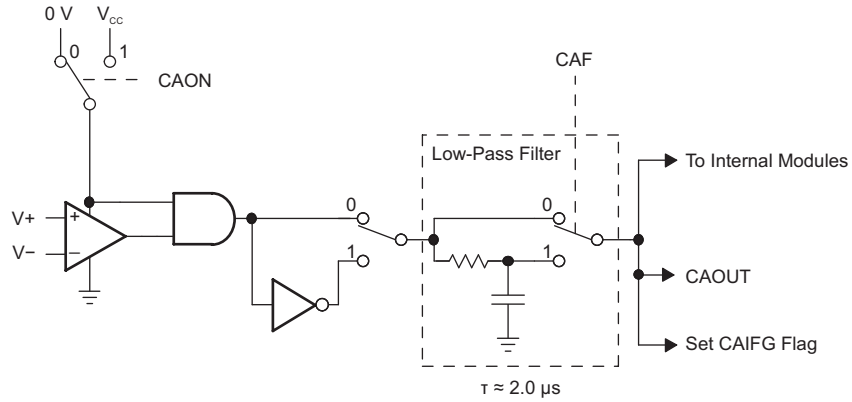 0 V
V_CC
0
1
CAON
CAF
Low-Pass Filter
To Internal Modules
V+
+
V−
−
0
1
0
1
CAOUT
Set CAIFG Flag
τ ≈ 2.0 µs